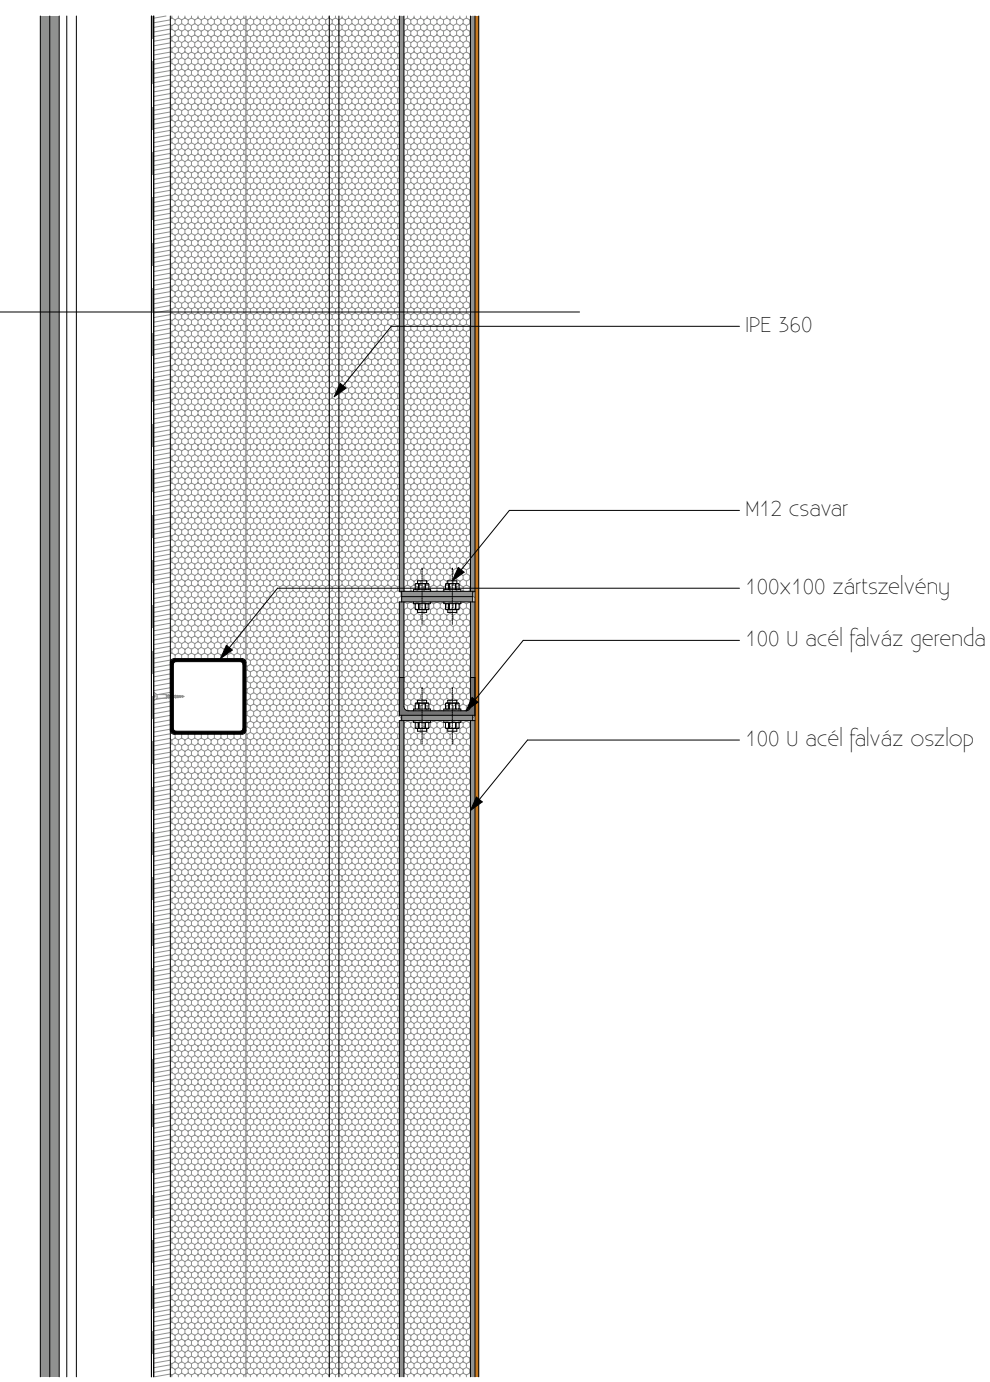 IPE 360
M12 csavar
100x100 zártszelvény
100 U acél falváz gerenda
100 U acél falváz oszlop